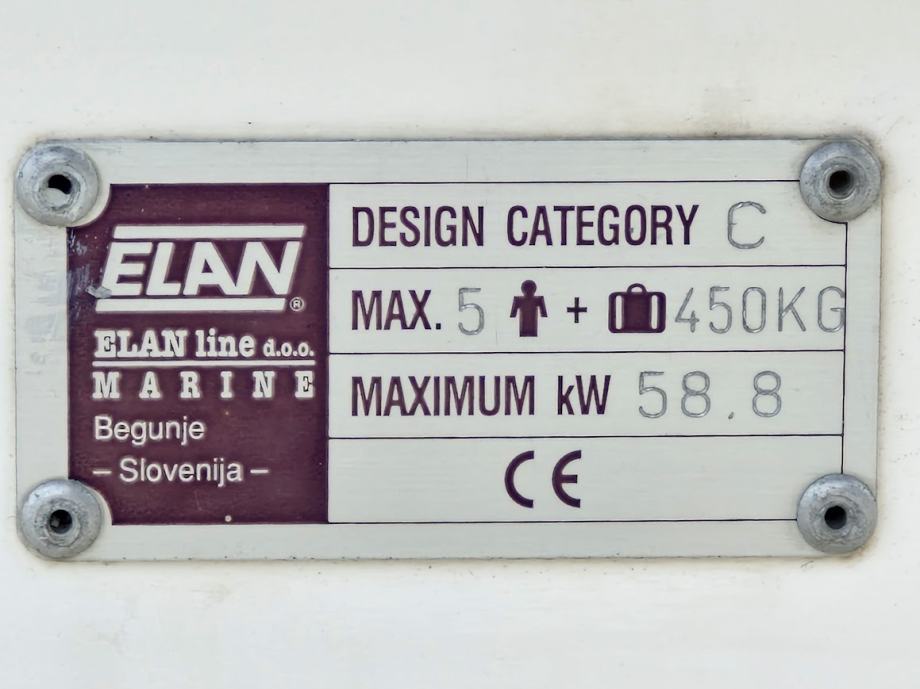 ELAN®
ELAN line d.o.o.
MARINE
Begunje
– Slovenija –
DESIGN CATEGORY C
MAX. 5 + 450KG
MAXIMUM kW 58.8
CE